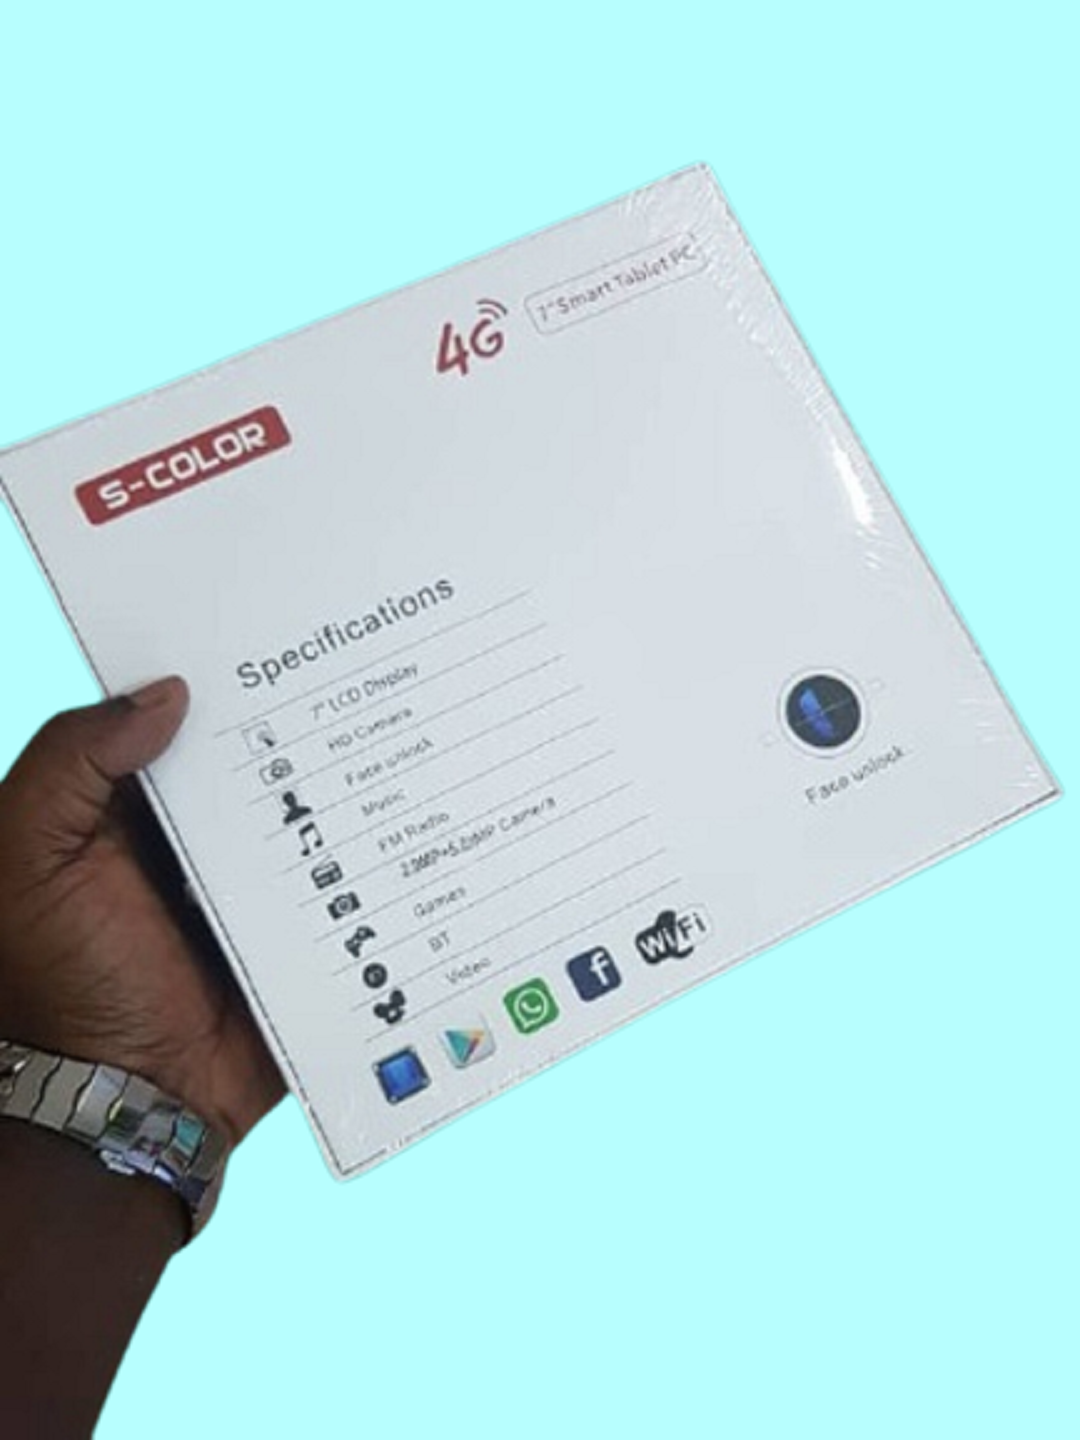 4G
7" Smart Tablet PC
S-COLOR
Specifications
7" LCD Display
HD Camera
Face unlock
Music
FM Radio
2.0MP+5.0MP Camera
Games
BT
Video
WiFi
Face unlock